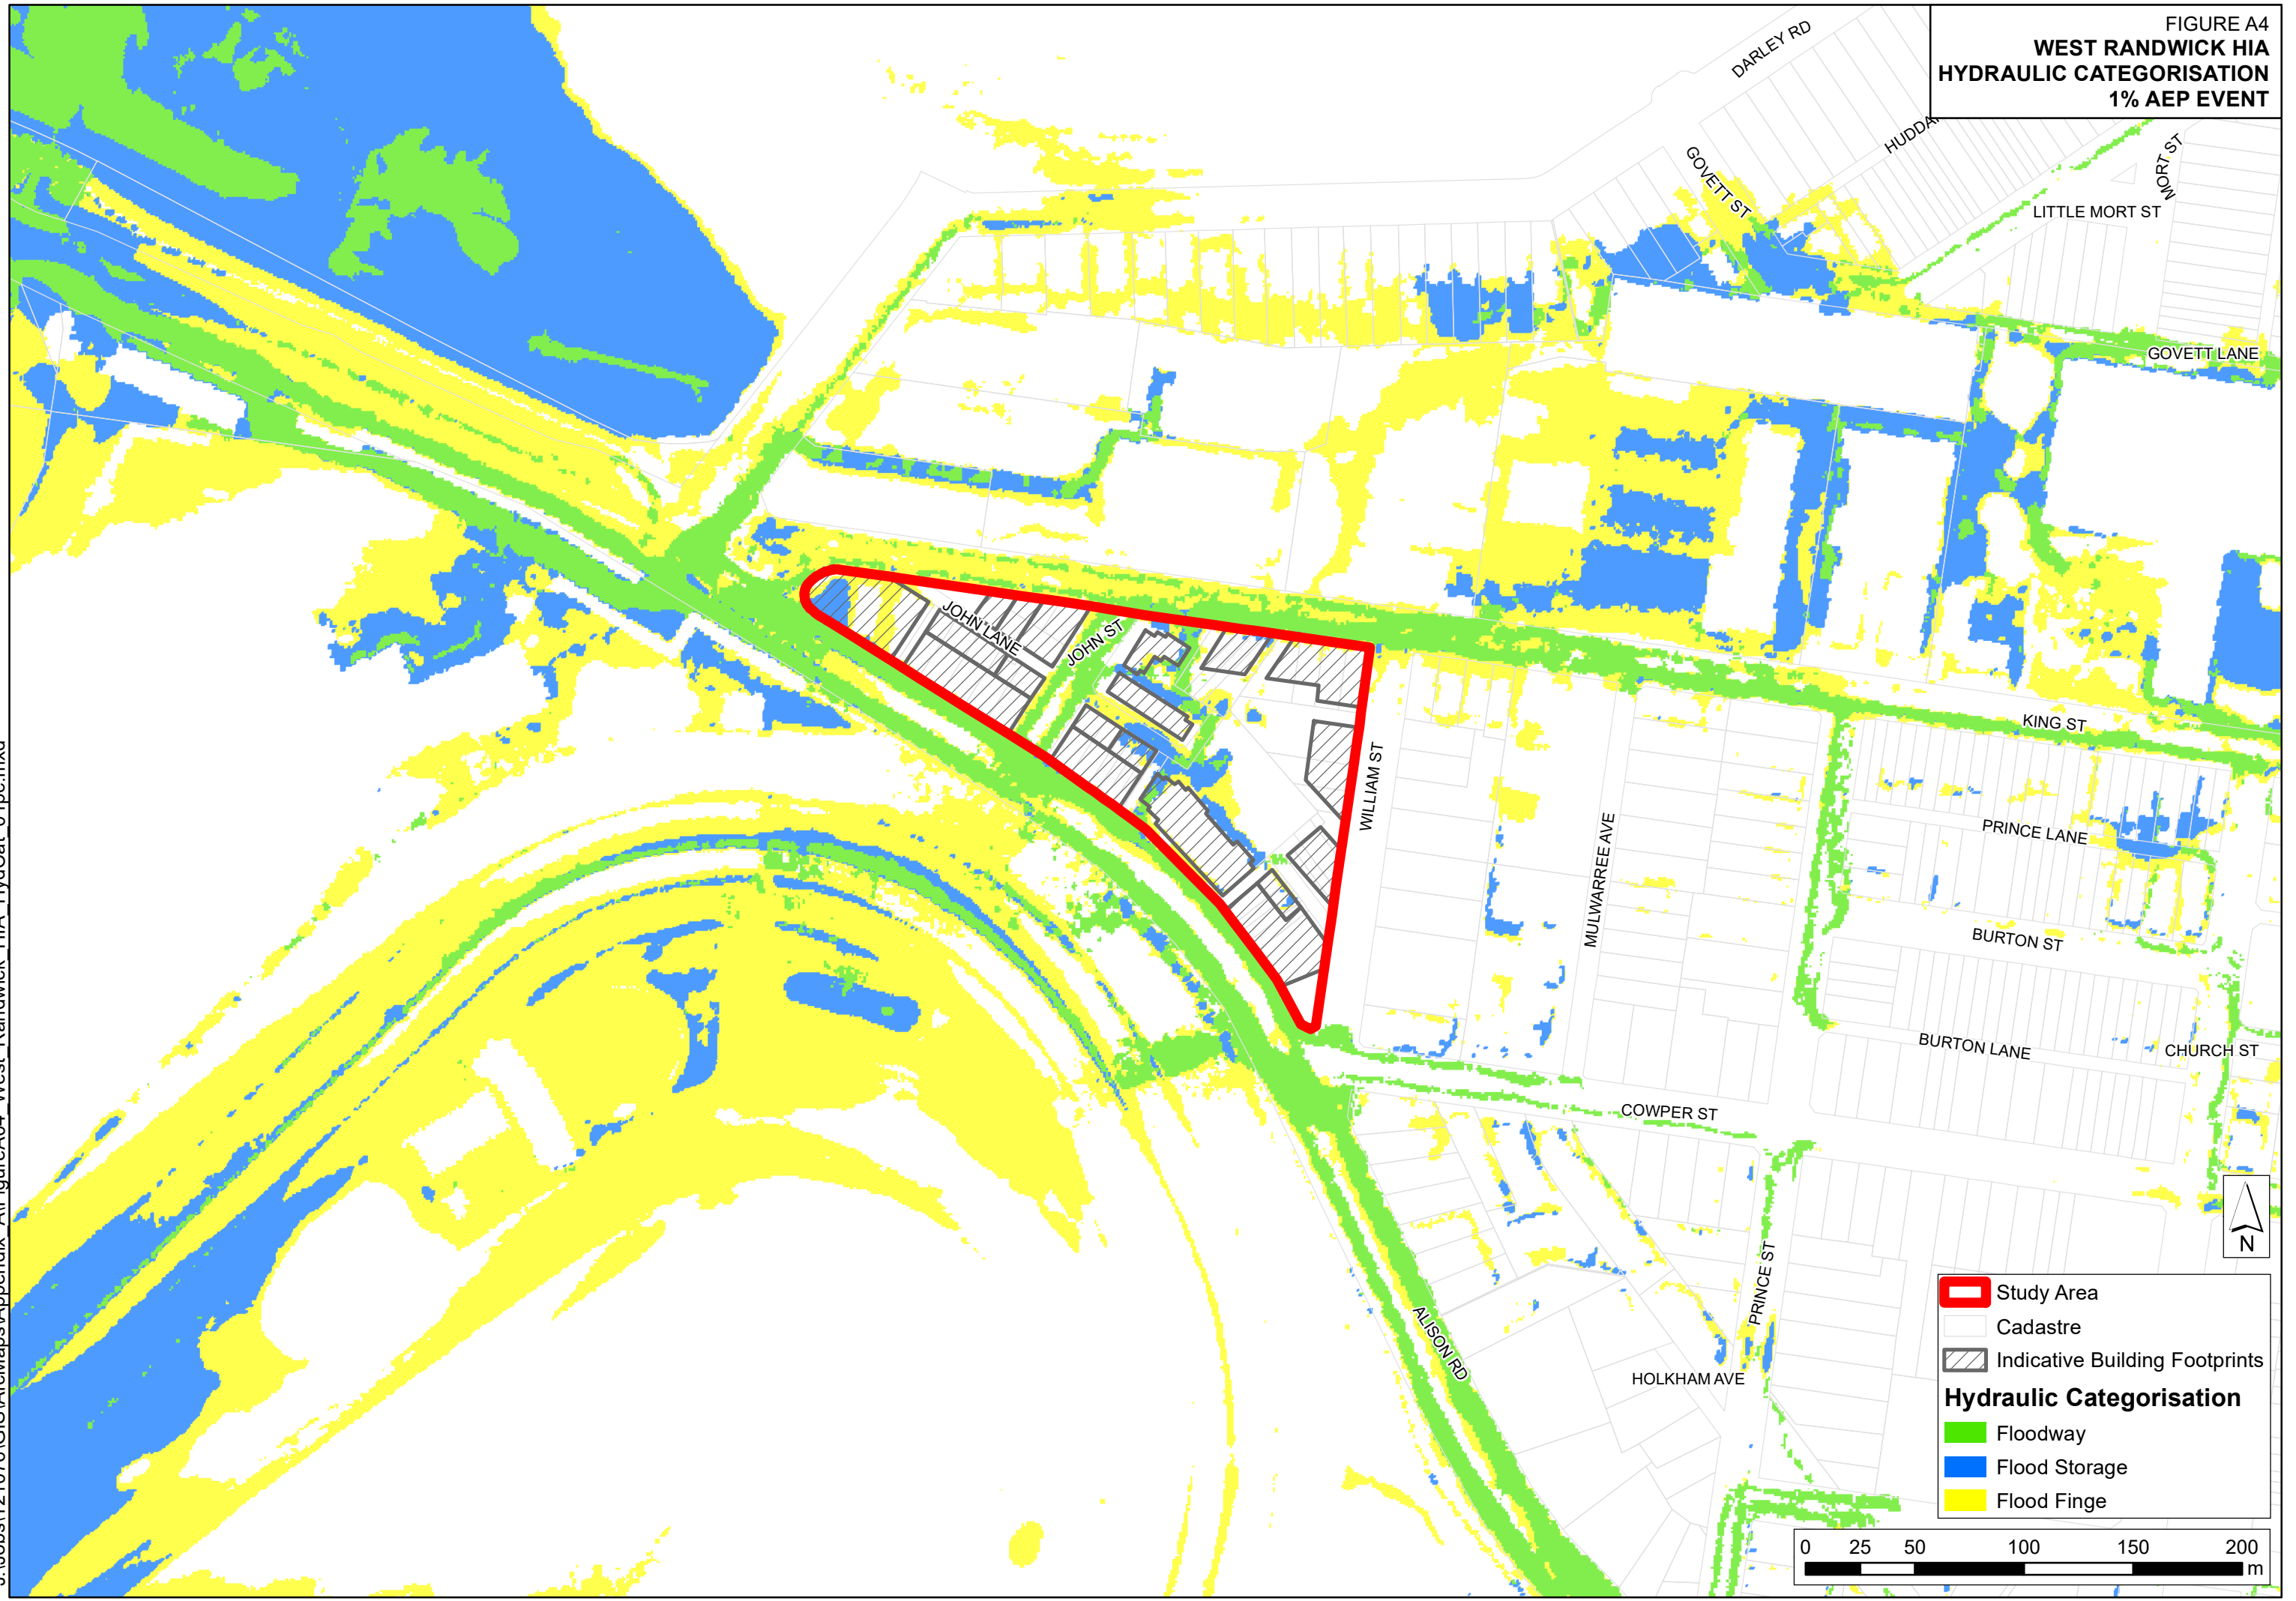 FIGURE A4
WEST RANDWICK HIA
HYDRAULIC CATEGORISATION
1% AEP EVENT
DARLEY RD
GOVETT ST
MORT ST
LITTLE MORT ST
GOVETT LANE
JOHN LANE
JOHN ST
KING ST
WILLIAM ST
MULWARREE AVE
PRINCE LANE
BURTON ST
BURTON LANE
CHURCH ST
COWPER ST
PRINCE ST
ALISON RD
HOLKHAM AVE
N
Study Area
Cadastre
Indicative Building Footprints
Hydraulic Categorisation
Floodway
Flood Storage
Flood Finge
0 25 50 100 150 200
m